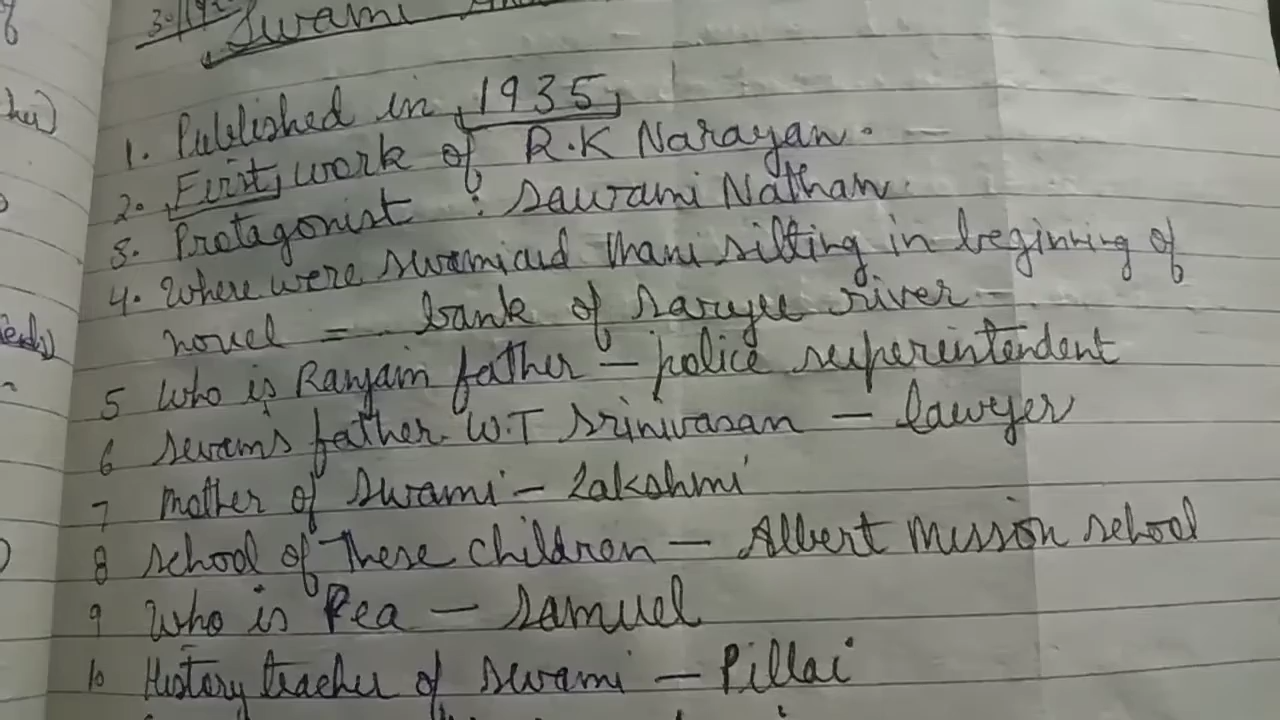 Swami
1. Published in 1935
2. First work of R.K Narayan.
3. Protagonist : Sawami Nathan.
4. Where were swami and Mani sitting in beginning of
novel = bank of Saryu river
5 Who is Ranjam father - police superintendent
6 Swami's father W.T Srinivasan - lawyer
7 Mother of Swami - Lakshmi
8 School of These children - Albert Mission School
9 Who is Pea - Samuel
10 History teacher of Swami - Pillai